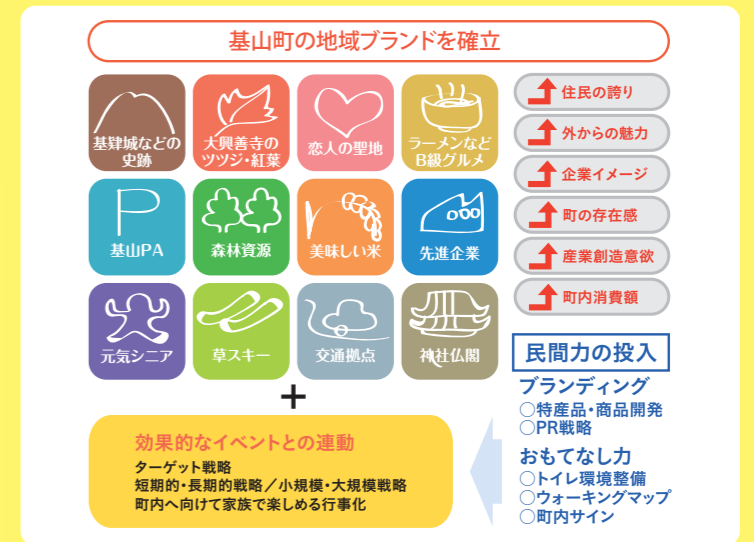 基山町の地域ブランドを確立
基肄城などの
史跡
大興善寺の
ツツジ・紅葉
恋人の聖地
ラーメンなど
B級グルメ
基山PA
森林資源
美味しい米
先進企業
元気シニア
草スキー
交通拠点
神社仏閣
住民の誇り
外からの魅力
企業イメージ
町の存在感
産業創造意欲
町内消費額
+
効果的なイベントとの連動
ターゲット戦略
短期的・長期的戦略/小規模・大規模戦略
町内へ向けて家族で楽しめる行事化
民間力の投入
ブランディング
○特産品・商品開発
○PR戦略
おもてなし力
○トイレ環境整備
○ウォーキングマップ
○町内サイン